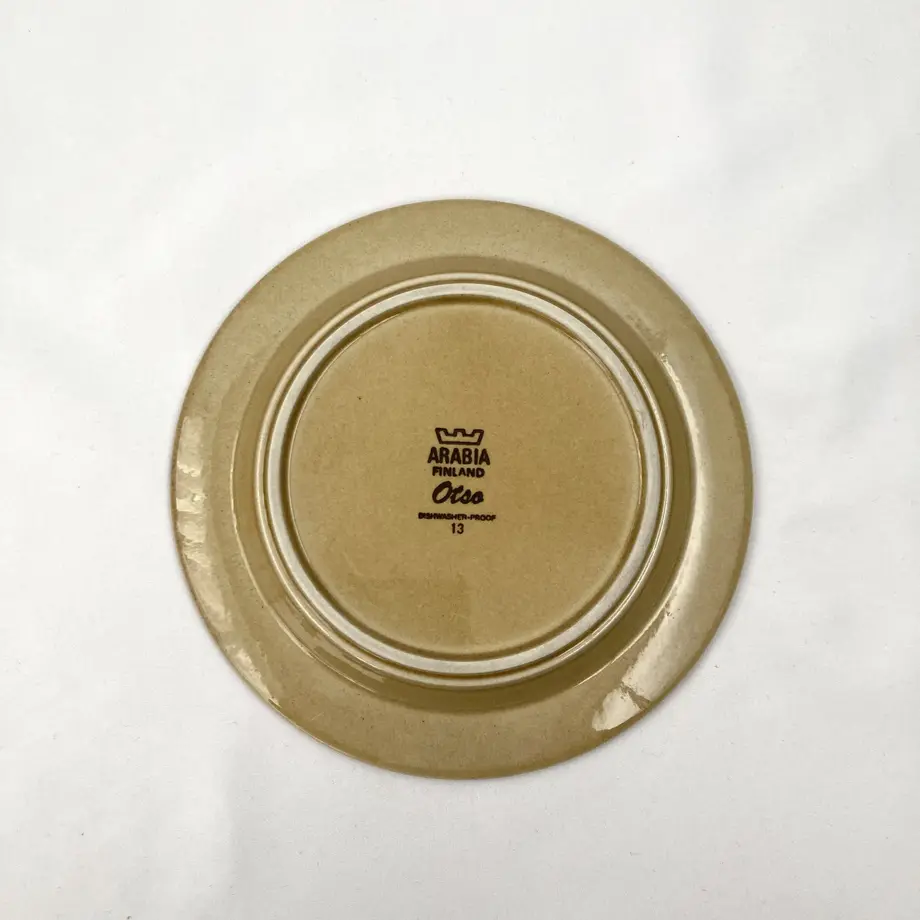 ARABIA
FINLAND
Otso
DISHWASHER-PROOF
13